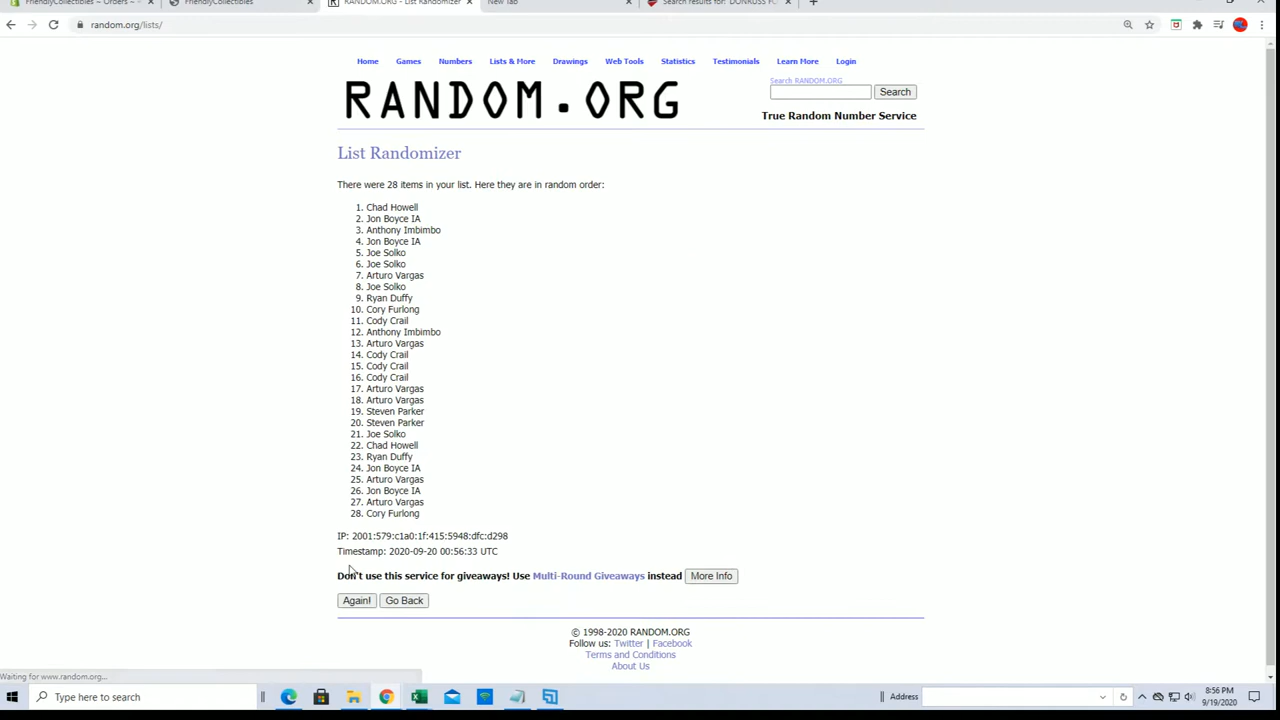 FriendlyCollectibles – Orders –
FriendlyCollectibles
RANDOM.ORG - List Randomizer
New Tab
Search results for: DONRUSS FO
random.org/lists/
Home Games Numbers Lists & More Drawings Web Tools Statistics Testimonials Learn More Login
Search RANDOM.ORG
RANDOM.ORG
Search
True Random Number Service
List Randomizer
There were 28 items in your list. Here they are in random order:
1. Chad Howell
2. Jon Boyce IA
3. Anthony Imbimbo
4. Jon Boyce IA
5. Joe Solko
6. Joe Solko
7. Arturo Vargas
8. Joe Solko
9. Ryan Duffy
10. Cory Furlong
11. Cody Crail
12. Anthony Imbimbo
13. Arturo Vargas
14. Cody Crail
15. Cody Crail
16. Cody Crail
17. Arturo Vargas
18. Arturo Vargas
19. Steven Parker
20. Steven Parker
21. Joe Solko
22. Chad Howell
23. Ryan Duffy
24. Jon Boyce IA
25. Arturo Vargas
26. Jon Boyce IA
27. Arturo Vargas
28. Cory Furlong
IP: 2001:579:c1a0:1f:415:5948:dfc:d298
Timestamp: 2020-09-20 00:56:33 UTC
Don't use this service for giveaways! Use Multi-Round Giveaways instead More Info
Again! Go Back
© 1998-2020 RANDOM.ORG
Follow us: Twitter | Facebook
Terms and Conditions
About Us
Waiting for www.random.org...
Type here to search
Address
8:56 PM
9/19/2020